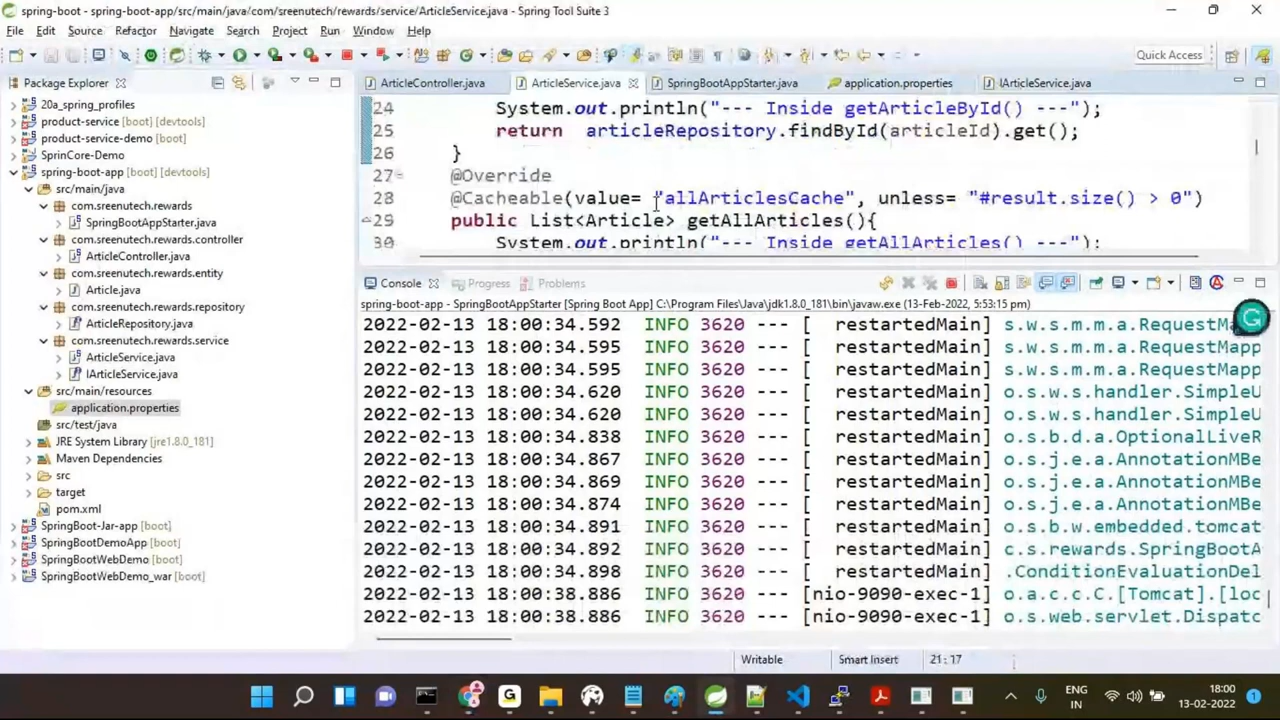 spring-boot - spring-boot-app/src/main/java/com/sreenutech/rewards/service/ArticleService.java - Spring Tool Suite 3
File Edit Source Refactor Navigate Search Project Run Window Help
Quick Access
Package Explorer
20a_spring_profiles
product-service [boot] [devtools]
product-service-demo [boot]
SprinCore-Demo
spring-boot-app [boot] [devtools]
src/main/java
com.sreenutech.rewards
SpringBootAppStarter.java
com.sreenutech.rewards.controller
ArticleController.java
com.sreenutech.rewards.entity
Article.java
com.sreenutech.rewards.repository
ArticleRepository.java
com.sreenutech.rewards.service
ArticleService.java
IArticleService.java
src/main/resources
application.properties
src/test/java
JRE System Library [jre1.8.0_181]
Maven Dependencies
src
target
pom.xml
SpringBoot-Jar-app [boot]
SpringBootDemoApp [boot]
SpringBootWebDemo [boot]
SpringBootWebDemo_war [boot]
ArticleController.java ArticleService.java SpringBootAppStarter.java application.properties IArticleService.java
24 System.out.println("--- Inside getArticleById() ---");
25 return articleRepository.findById(articleId).get();
26 }
27 @Override
28 @Cacheable(value= "allArticlesCache", unless= "#result.size() > 0")
29 public List<Article> getAllArticles(){
30 System.out.println("--- Inside getAllArticles() ---");
Console Progress Problems
spring-boot-app - SpringBootAppStarter [Spring Boot App] C:\Program Files\Java\jdk1.8.0_181\bin\javaw.exe (13-Feb-2022, 5:53:15 pm)
2022-02-13 18:00:34.592 INFO 3620 --- [ restartedMain] s.w.s.m.m.a.RequestMa
2022-02-13 18:00:34.595 INFO 3620 --- [ restartedMain] s.w.s.m.m.a.RequestMapp
2022-02-13 18:00:34.595 INFO 3620 --- [ restartedMain] s.w.s.m.m.a.RequestMapp
2022-02-13 18:00:34.620 INFO 3620 --- [ restartedMain] o.s.w.s.handler.SimpleU
2022-02-13 18:00:34.620 INFO 3620 --- [ restartedMain] o.s.w.s.handler.SimpleU
2022-02-13 18:00:34.838 INFO 3620 --- [ restartedMain] o.s.b.d.a.OptionalLiveR
2022-02-13 18:00:34.867 INFO 3620 --- [ restartedMain] o.s.j.e.a.AnnotationMBe
2022-02-13 18:00:34.869 INFO 3620 --- [ restartedMain] o.s.j.e.a.AnnotationMBe
2022-02-13 18:00:34.874 INFO 3620 --- [ restartedMain] o.s.j.e.a.AnnotationMBe
2022-02-13 18:00:34.891 INFO 3620 --- [ restartedMain] o.s.b.w.embedded.tomcat
2022-02-13 18:00:34.892 INFO 3620 --- [ restartedMain] c.s.rewards.SpringBootA
2022-02-13 18:00:34.898 INFO 3620 --- [ restartedMain] .ConditionEvaluationDel
2022-02-13 18:00:38.886 INFO 3620 --- [nio-9090-exec-1] o.a.c.c.C.[Tomcat].[loc
2022-02-13 18:00:38.886 INFO 3620 --- [nio-9090-exec-1] o.s.web.servlet.Dispatc
Writable Smart Insert 21 : 17
ENG
IN
18:00
13-02-2022